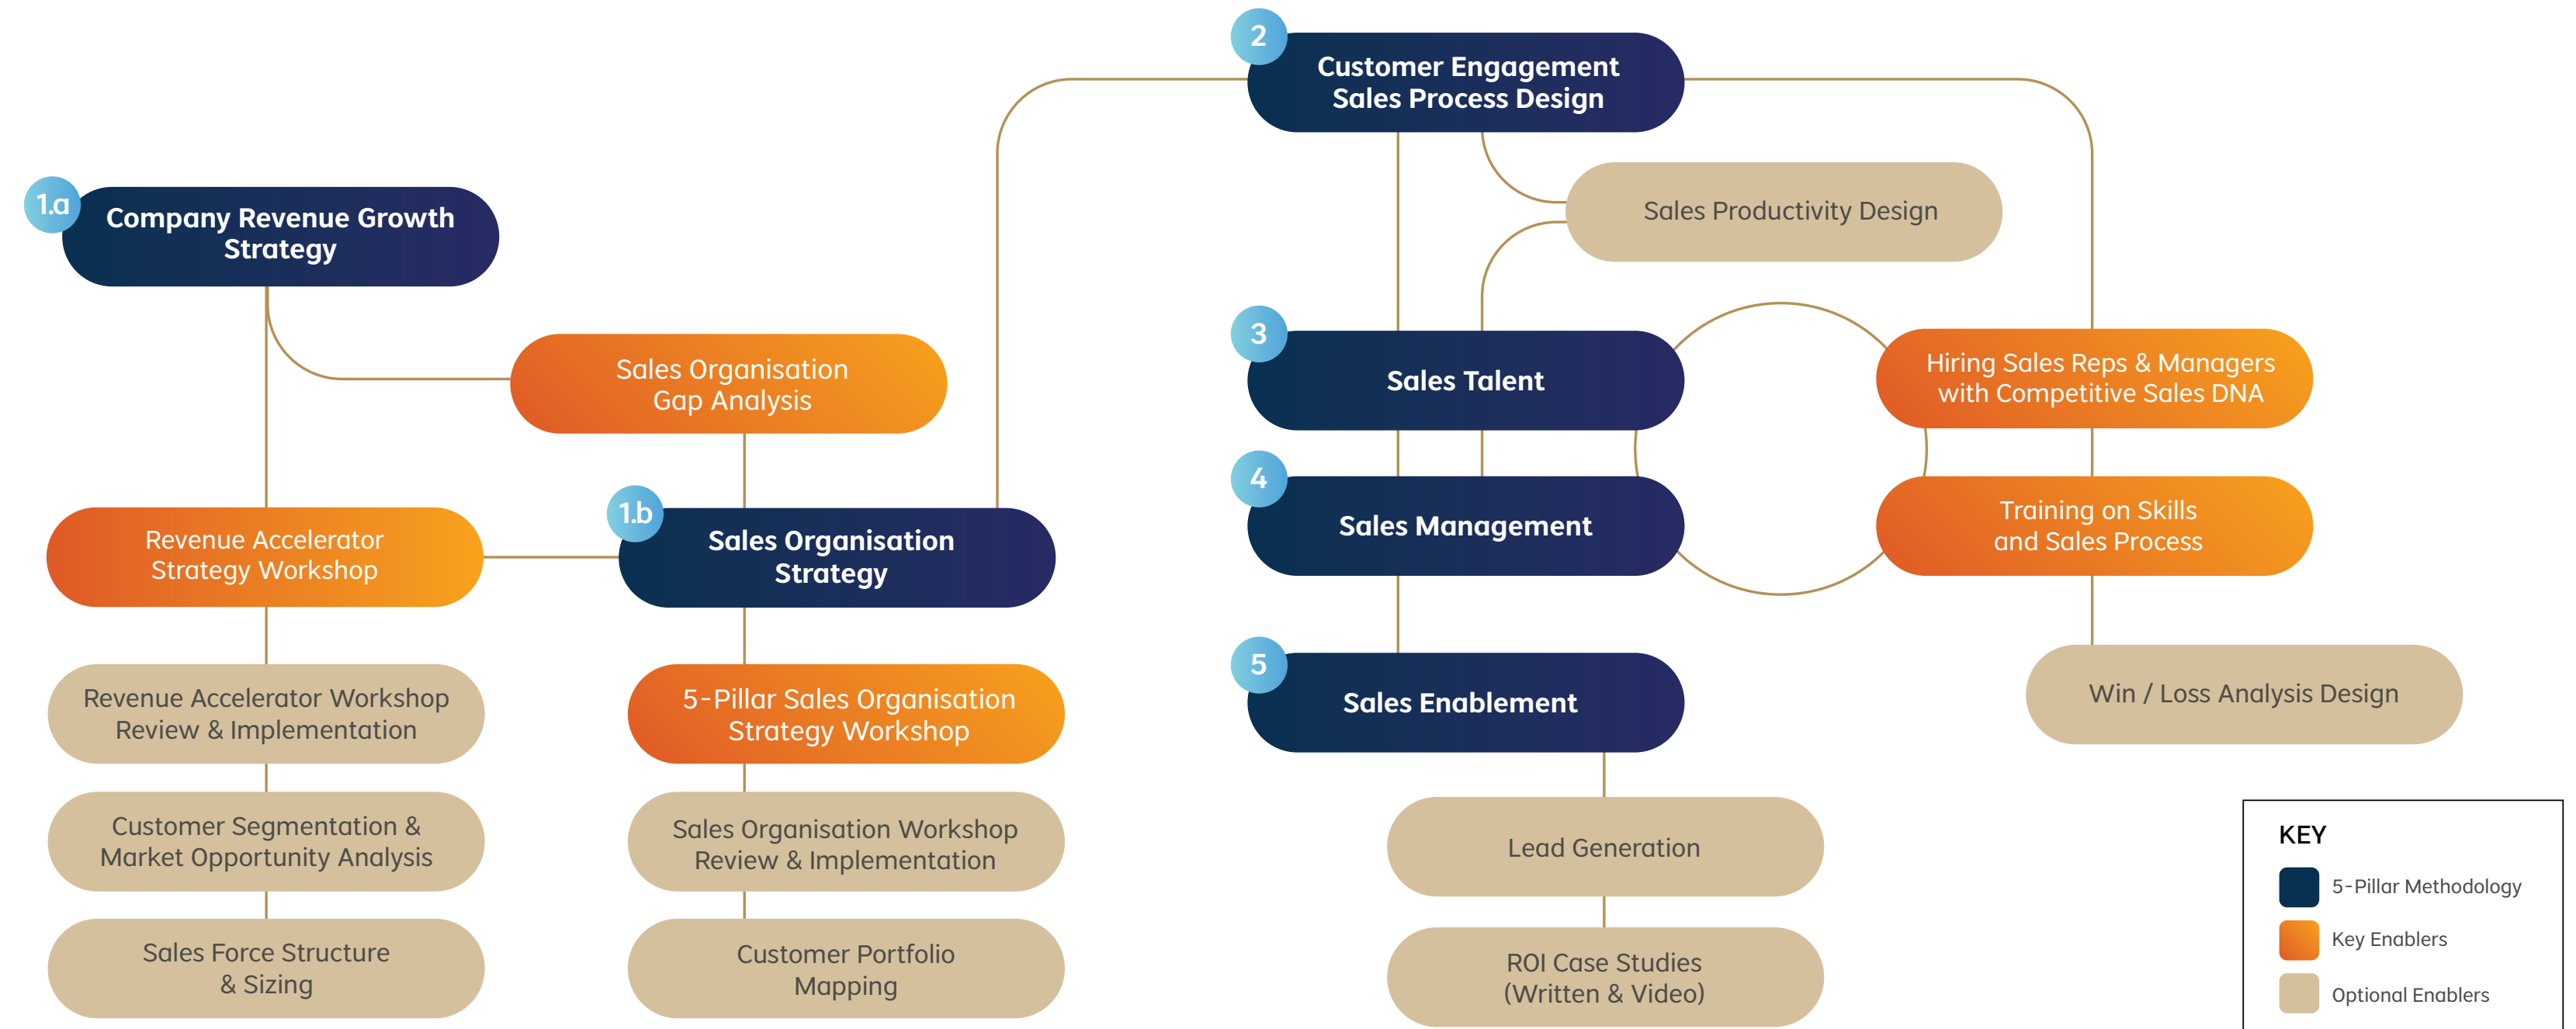 1.a
Company Revenue Growth
Strategy
Sales Organisation
Gap Analysis
Revenue Accelerator
Strategy Workshop
1.b
Sales Organisation
Strategy
Revenue Accelerator Workshop
Review & Implementation
Customer Segmentation &
Market Opportunity Analysis
Sales Force Structure
& Sizing
5-Pillar Sales Organisation
Strategy Workshop
Sales Organisation Workshop
Review & Implementation
Customer Portfolio
Mapping
2
Customer Engagement
Sales Process Design
Sales Productivity Design
3
Sales Talent
Hiring Sales Reps & Managers
with Competitive Sales DNA
4
Sales Management
Training on Skills
and Sales Process
5
Sales Enablement
Win / Loss Analysis Design
Lead Generation
ROI Case Studies
(Written & Video)
KEY
5-Pillar Methodology
Key Enablers
Optional Enablers